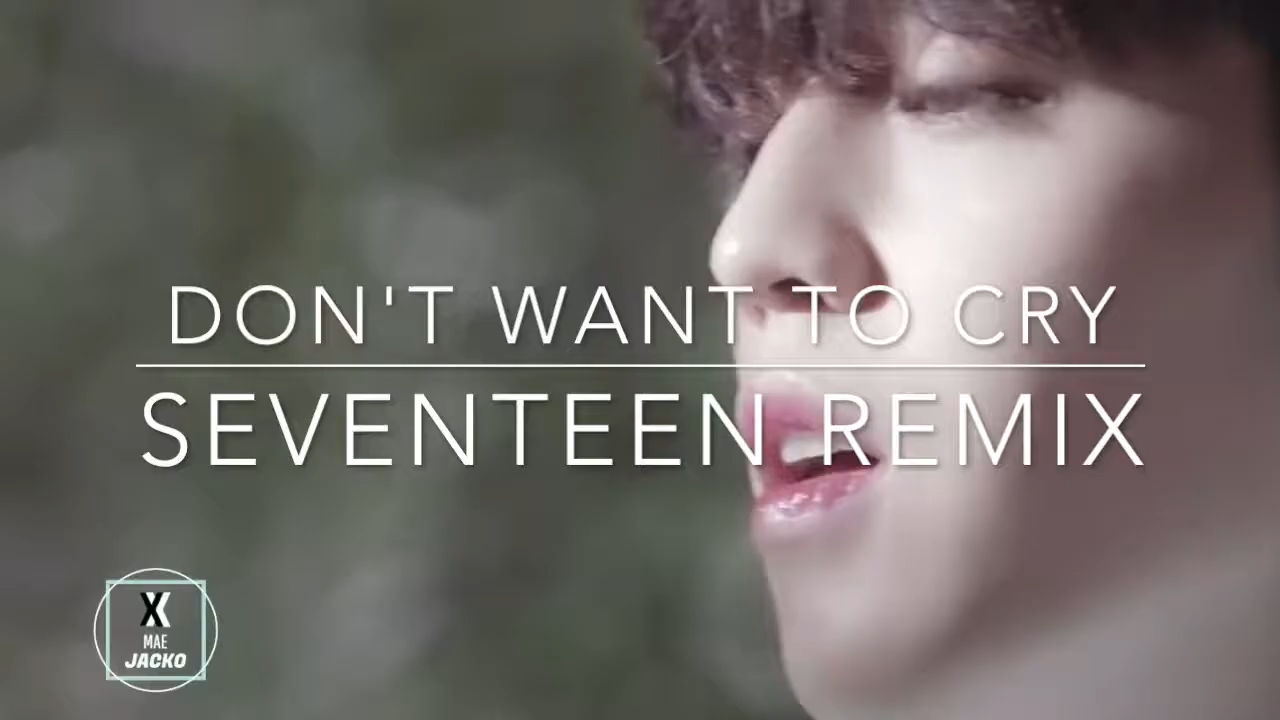 DON'T WANT TO CRY
SEVENTEEN REMIX
X
MAE
JACKO